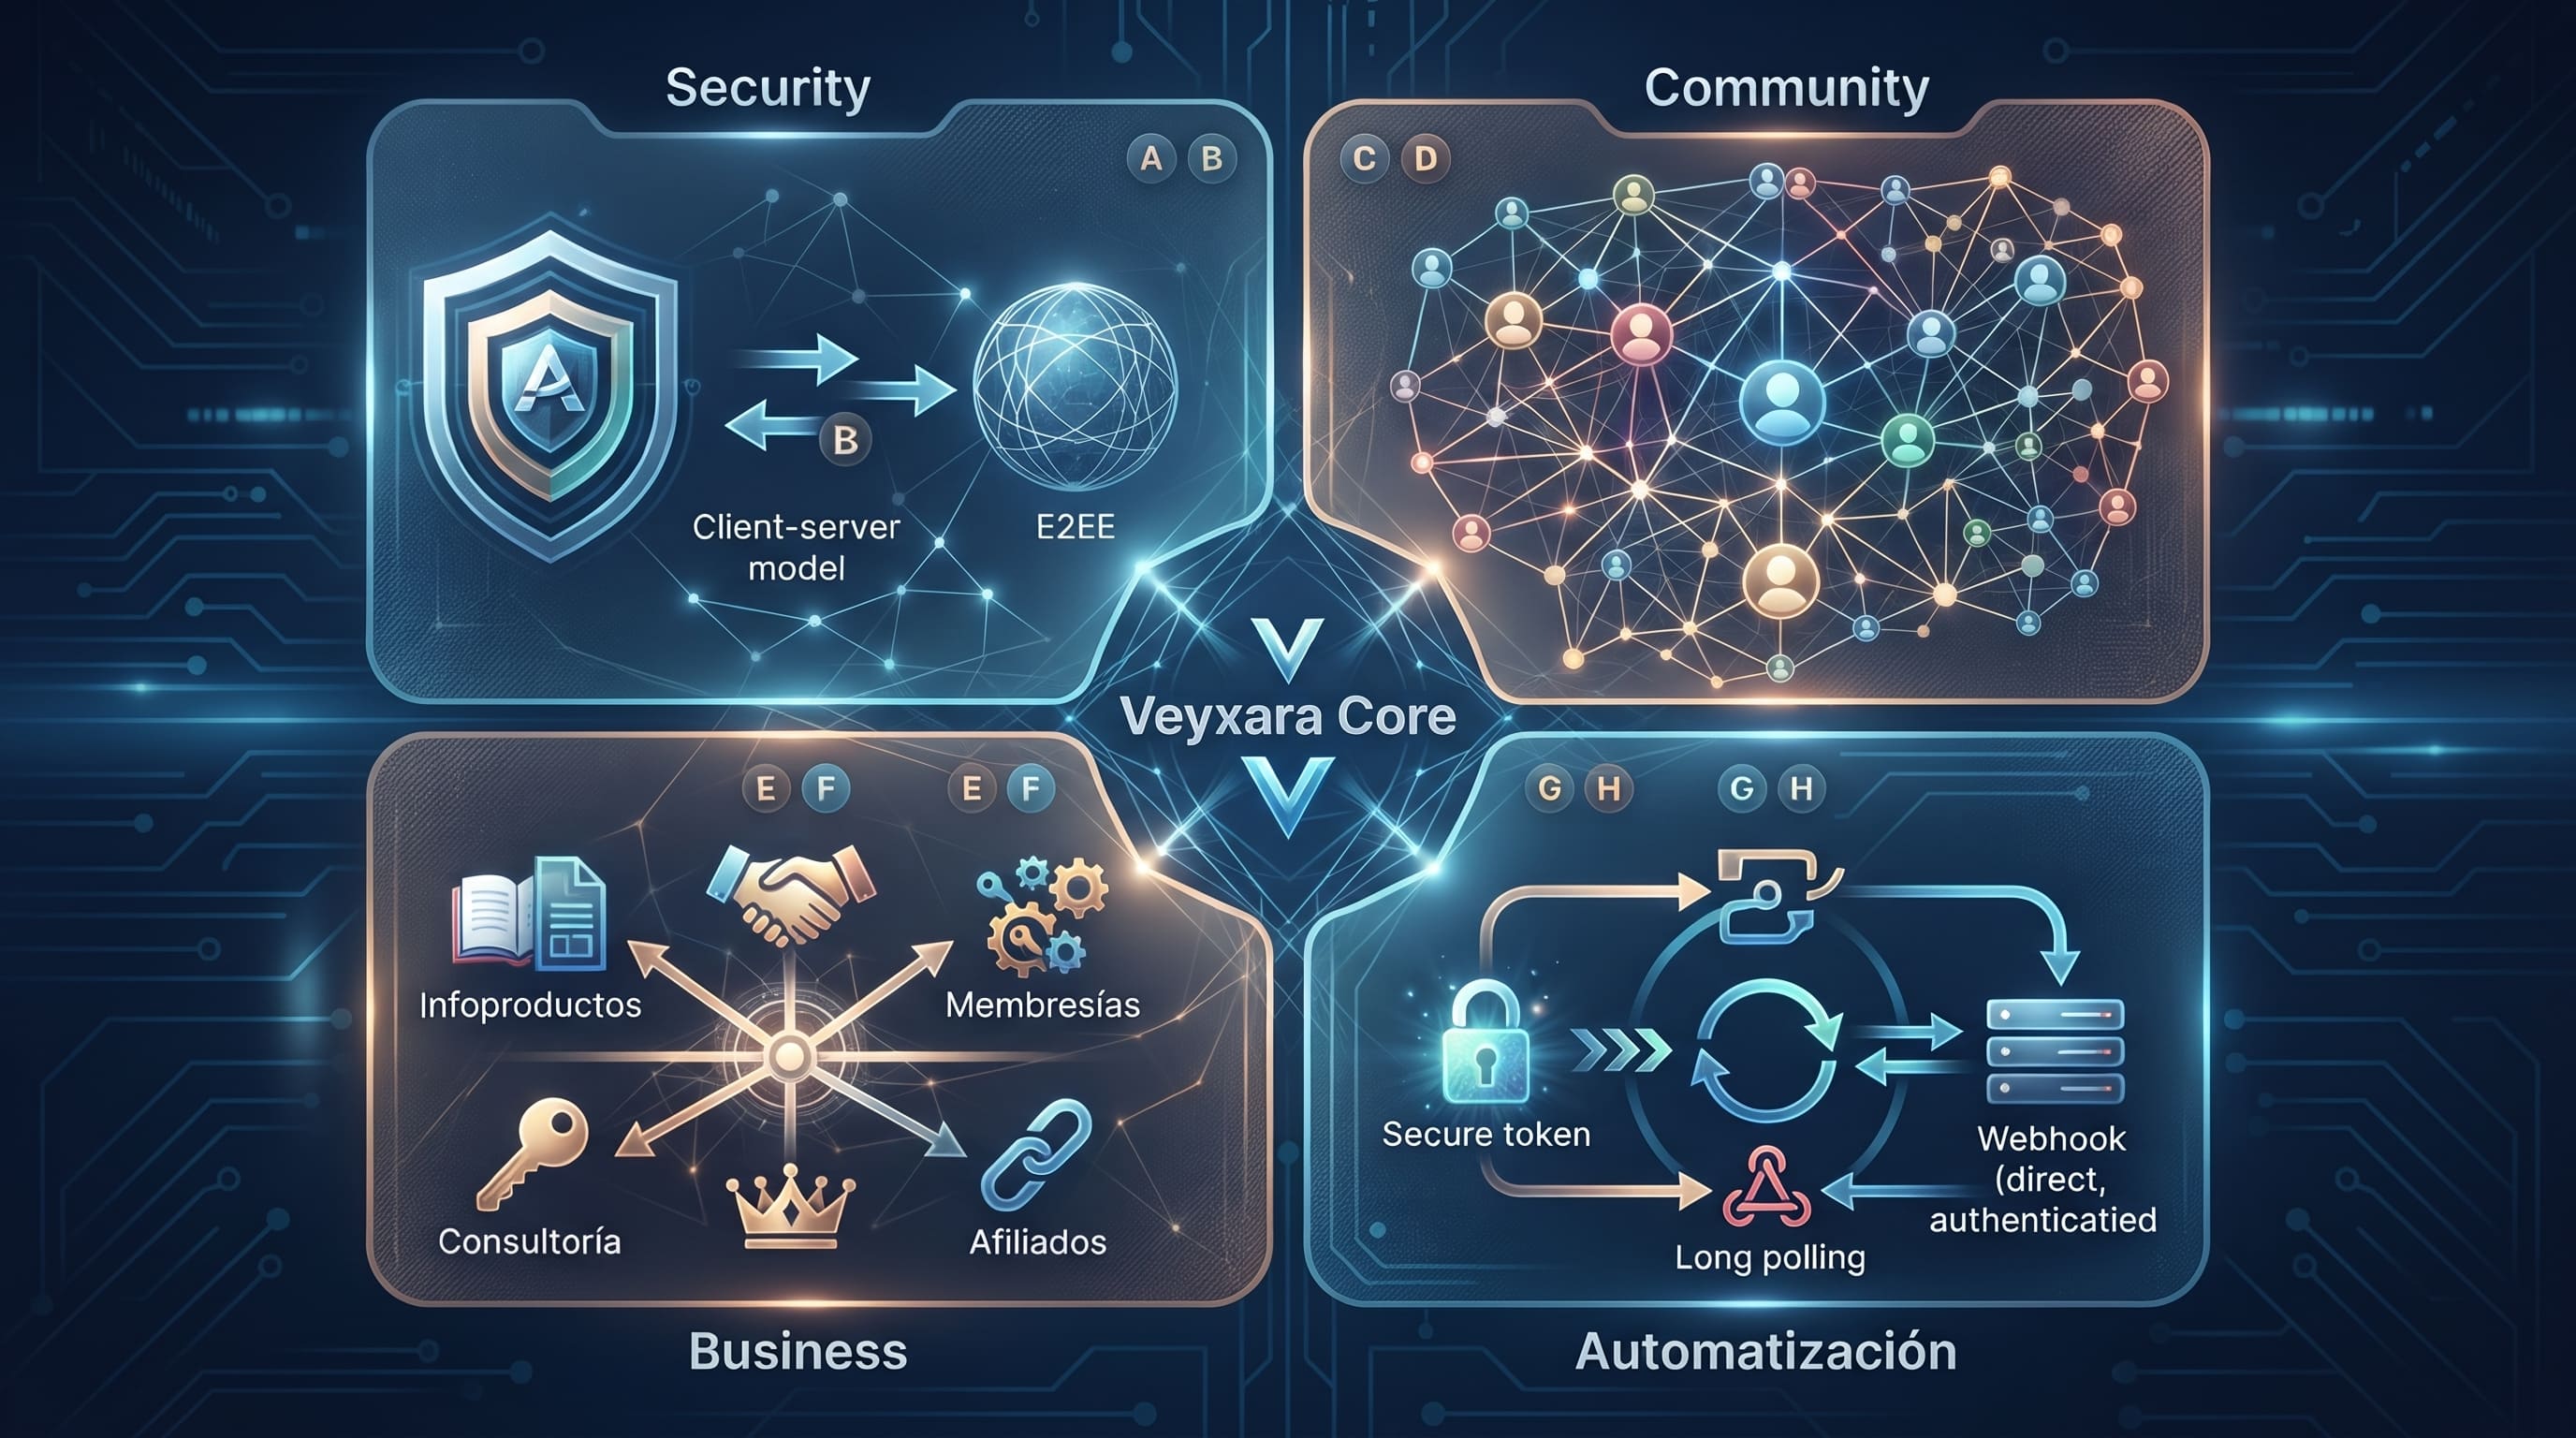 Security
Community
A B
C D
A
B
Client-server
model
E2EE
Veyxara Core
E F E F
G H G H
Infoproductos
Membresías
Consultoría
Afiliados
Secure token
Webhook
(direct,
authenticatied
Long polling
Business
Automatización